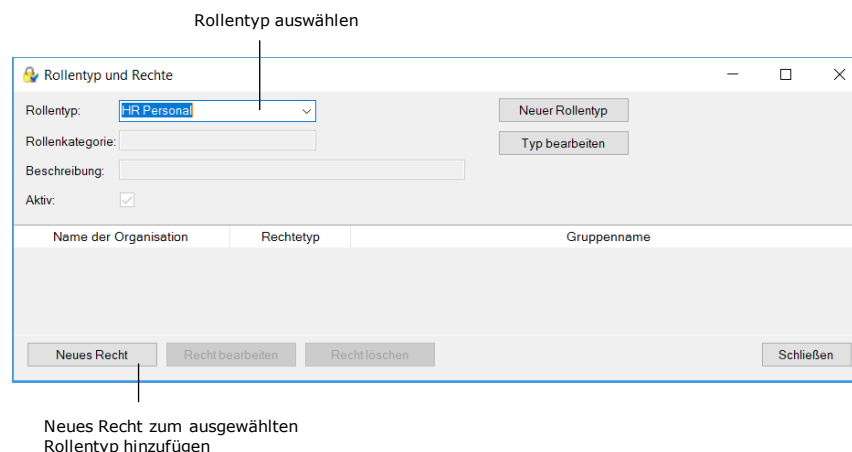 Rollentyp auswählen
Rollentyp und Rechte
Rollentyp: HR Personal Neuer Rollentyp
Rollenkategorie: Typ bearbeiten
Beschreibung:
Aktiv:
Name der Organisation Rechtetyp Gruppenname
Neues Recht Recht bearbeiten Recht löschen Schließen
Neues Recht zum ausgewählten
Rollentyp hinzufügen